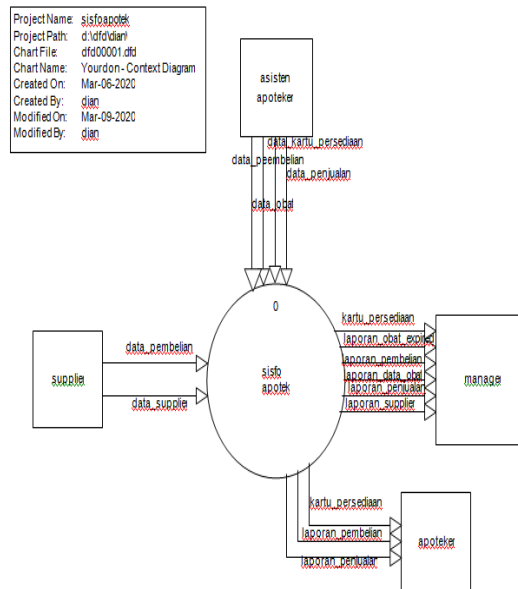 Project Name: sisfoapotek
Project Path: d:\dfd\dian\
Chart File: dfd00001.dfd
Chart Name: Yourdon - Context Diagram
Created On: Mar-06-2020
Created By: dian
Modified On: Mar-09-2020
Modified By: dian
asisten
apoteker
data_kartu_persediaan
data_peembelian
data_penjualan
data_obat
0
sisfo
apotek
supplier
data_pembelian
data_supplier
kartu_persediaan
laporan_obat_expired
laporan_pembelian
laporan_data_obat
laporan_penjualan
laporan_supplier
manager
kartu_persediaan
laporan_pembelian
laporan_penjualan
apoteker